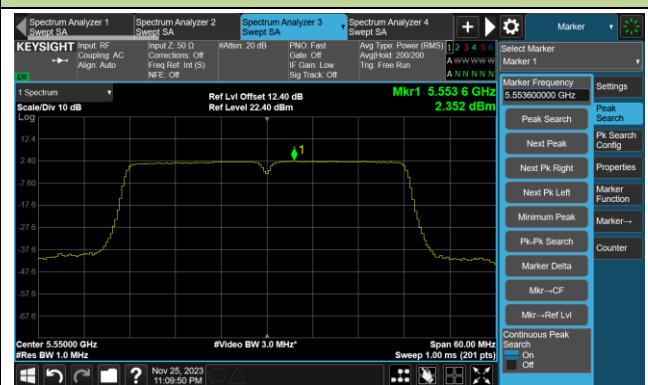 Spectrum Analyzer 1
Swept SA
Spectrum Analyzer 2
Swept SA
Spectrum Analyzer 3
Swept SA
Spectrum Analyzer 4
Swept SA
Marker
KEYSIGHT
Input: RF
Coupling: AC
Align: Auto
Input Z: 50 Ω
Corrections: Off
Freq Ref: Int (S)
NFE: Off
#Atten: 20 dB
PNO: Fast
Gate: Off
IF Gain: Low
Sig Track: Off
Avg Type: Power (RMS)
Avg|Hold: 200/200
Trig: Free Run
1 2 3 4 5 6
A W W W W W
A N N N N N
Select Marker
Marker 1
1 Spectrum
Scale/Div 10 dB
Ref Lvl Offset 12.40 dB
Ref Level 22.40 dBm
Mkr1 5.553 6 GHz
2.352 dBm
Log
12.4
2.40
-7.60
-17.6
-27.6
-37.6
-47.6
-57.6
-67.6
1
Center 5.55000 GHz
#Res BW 1.0 MHz
#Video BW 3.0 MHz*
Span 60.00 MHz
Sweep 1.00 ms (201 pts)
Marker Frequency
5.553600000 GHz
Peak Search
Next Peak
Next Pk Right
Next Pk Left
Minimum Peak
Pk-Pk Search
Marker Delta
Mkr→CF
Mkr→Ref Lvl
Continuous Peak
Search
On
Off
Settings
Peak
Search
Pk Search
Config
Properties
Marker
Function
Marker→
Counter
Nov 25, 2023
11:09:50 PM